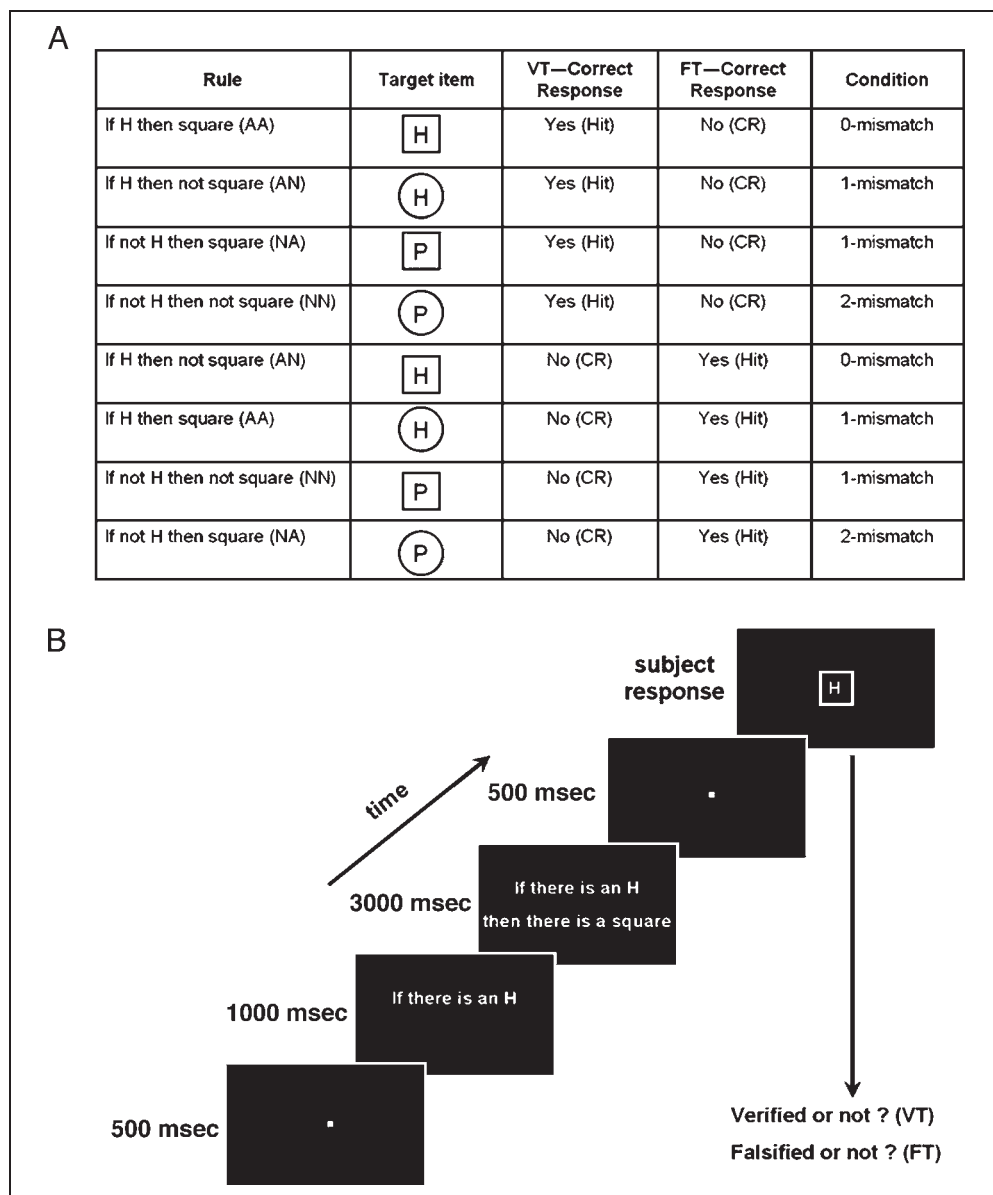 A
Rule Target item VT—Correct Response FT—Correct Response Condition
If H then square (AA) H Yes (Hit) No (CR) 0-mismatch
If H then not square (AN) H Yes (Hit) No (CR) 1-mismatch
If not H then square (NA) P Yes (Hit) No (CR) 1-mismatch
If not H then not square (NN) P Yes (Hit) No (CR) 2-mismatch
If H then not square (AN) H No (CR) Yes (Hit) 0-mismatch
If H then square (AA) H No (CR) Yes (Hit) 1-mismatch
If not H then not square (NN) P No (CR) Yes (Hit) 1-mismatch
If not H then square (NA) P No (CR) Yes (Hit) 2-mismatch
B
subject
response
H
time
500 msec
3000 msec
If there is an H
then there is a square
1000 msec
If there is an H
500 msec
Verified or not ? (VT)
Falsified or not ? (FT)